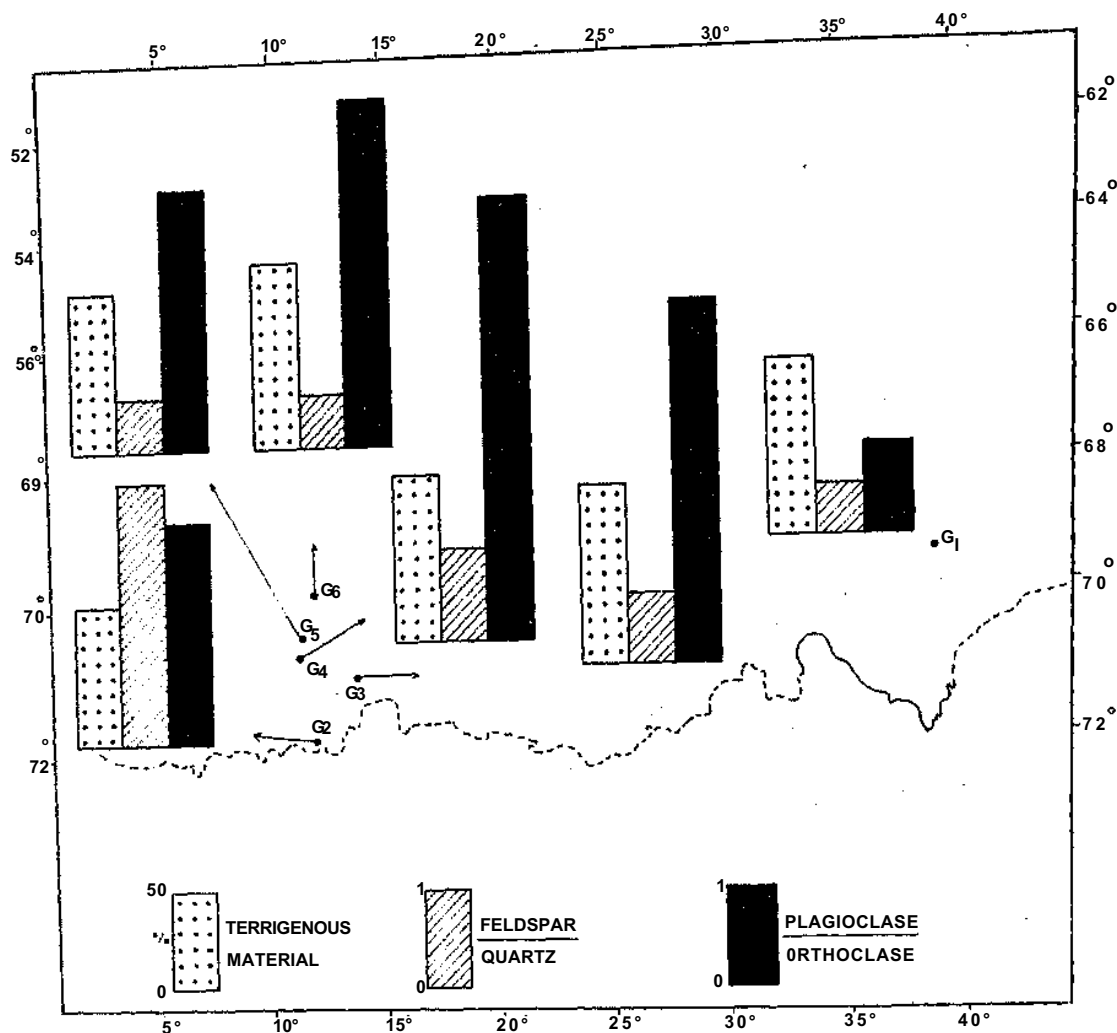 5° 10° 15° 20° 25° 30° 35° 40°
62°
52°
64°
54°
66°
56°
68°
69°
G1
70°
G6
70°
G5
G4
G3
72°
G2
72°
50
1
1
TERRIGENOUS
FELDSPAR
PLAGIOCLASE
°/°
MATERIAL
QUARTZ
0RTHOCLASE
0
0
0
5° 10° 15° 20° 25° 30° 35° 40°